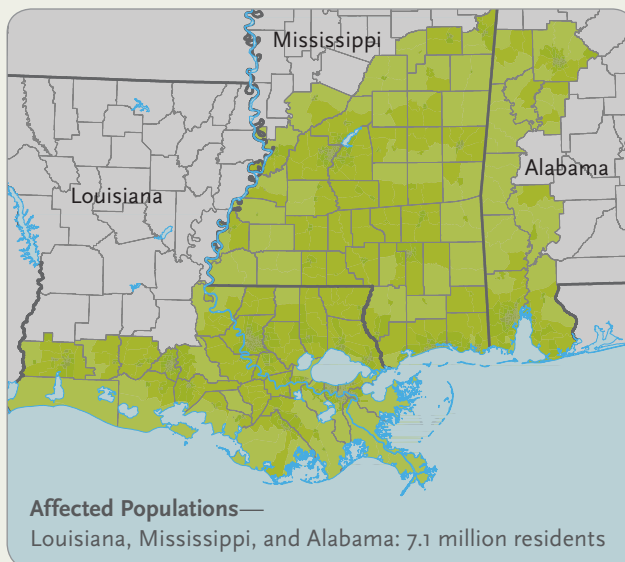 Mississippi
Alabama
Louisiana
Affected Populations—
Louisiana, Mississippi, and Alabama: 7.1 million residents